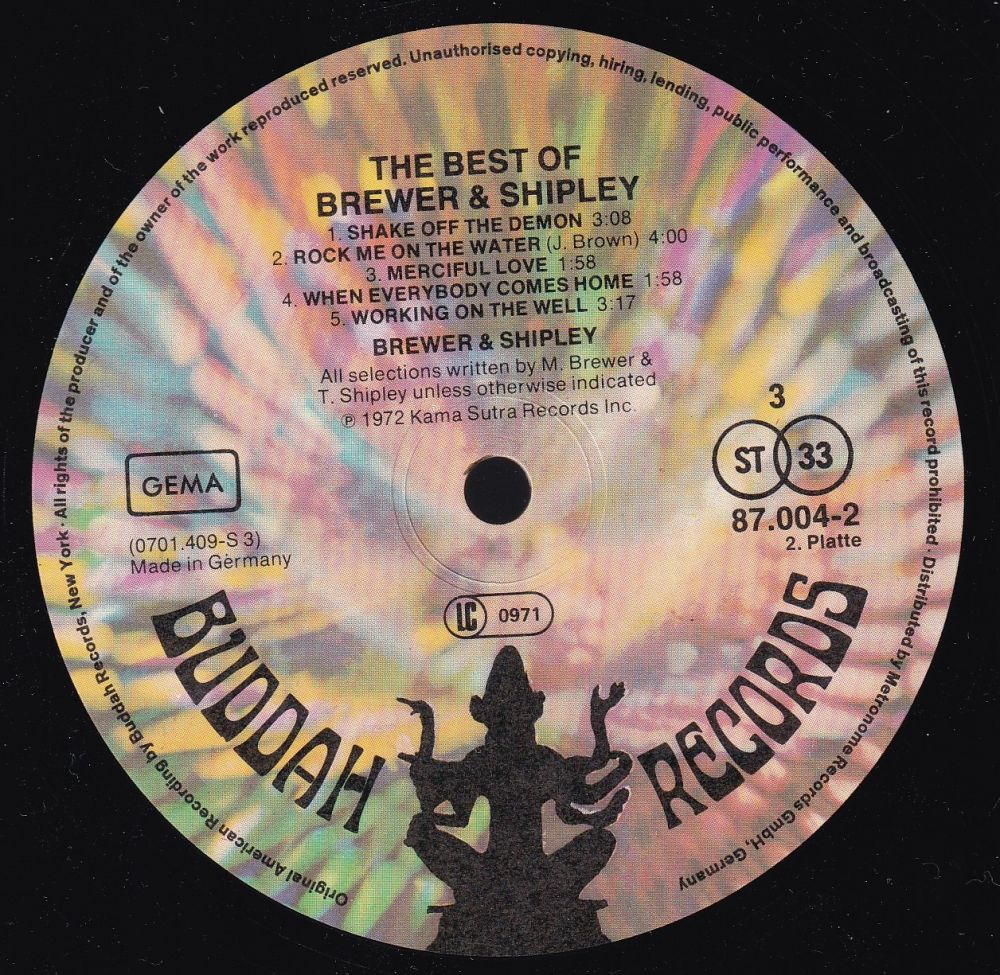 THE BEST OF
BREWER & SHIPLEY
1. SHAKE OFF THE DEMON 3:08
2. ROCK ME ON THE WATER (J. Brown) 4:00
3. MERCIFUL LOVE 1:58
4. WHEN EVERYBODY COMES HOME 1:58
5. WORKING ON THE WELL 3:17
BREWER & SHIPLEY
All selections written by M. Brewer &
T. Shipley unless otherwise indicated
℗ 1972 Kama Sutra Records Inc.
GEMA
(0701.409-S 3)
Made in Germany
3
ST 33
87.004-2
2. Platte
LC 0971
BUDDAH RECORDS
Original American Recording by Buddah Records, New York · All rights of the producer and of the owner of the work reproduced reserved. Unauthorised copying, hiring, lending, public performance and broadcasting of this record prohibited · Distributed by Metronome Records GmbH, Germany